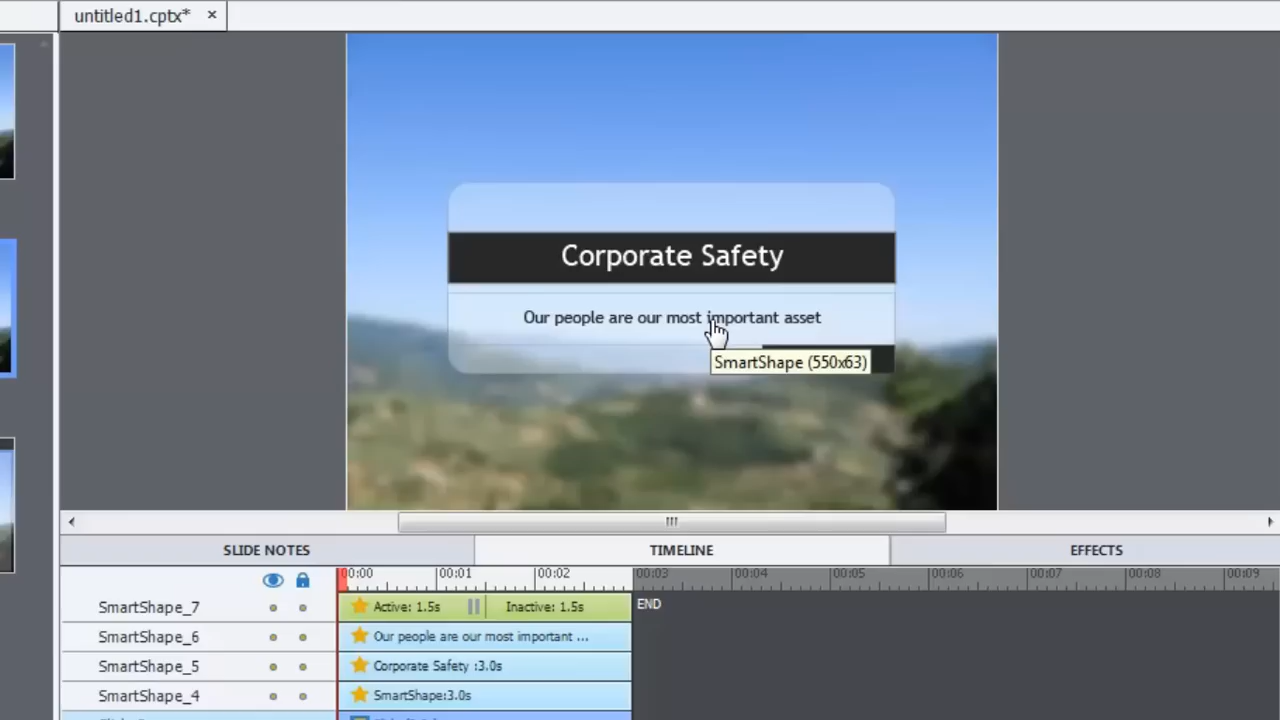 untitled1.cptx* ×
Corporate Safety
Our people are our most important asset
SmartShape (550x63)
SLIDE NOTES TIMELINE EFFECTS
00:00 00:01 00:02 00:03 00:04 00:05 00:06 00:07 00:08 00:09
SmartShape_7 Active: 1.5s Inactive: 1.5s END
SmartShape_6 Our people are our most important ...
SmartShape_5 Corporate Safety :3.0s
SmartShape_4 SmartShape:3.0s